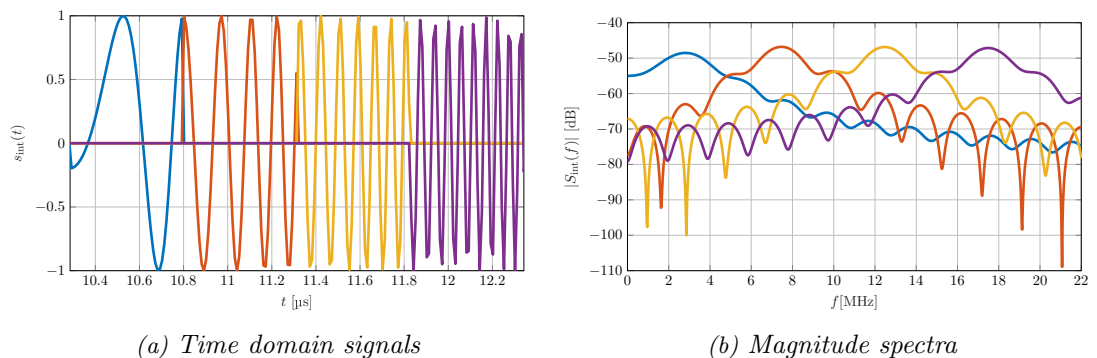 1
0.5
0
−0.5
−1
s_int(t)
10.4 10.6 10.8 11 11.2 11.4 11.6 11.8 12 12.2
t [µs]
(a) Time domain signals
−40
−50
−60
−70
−80
−90
−100
−110
|S_int(f)| [dB]
0 2 4 6 8 10 12 14 16 18 20 22
f[MHz]
(b) Magnitude spectra